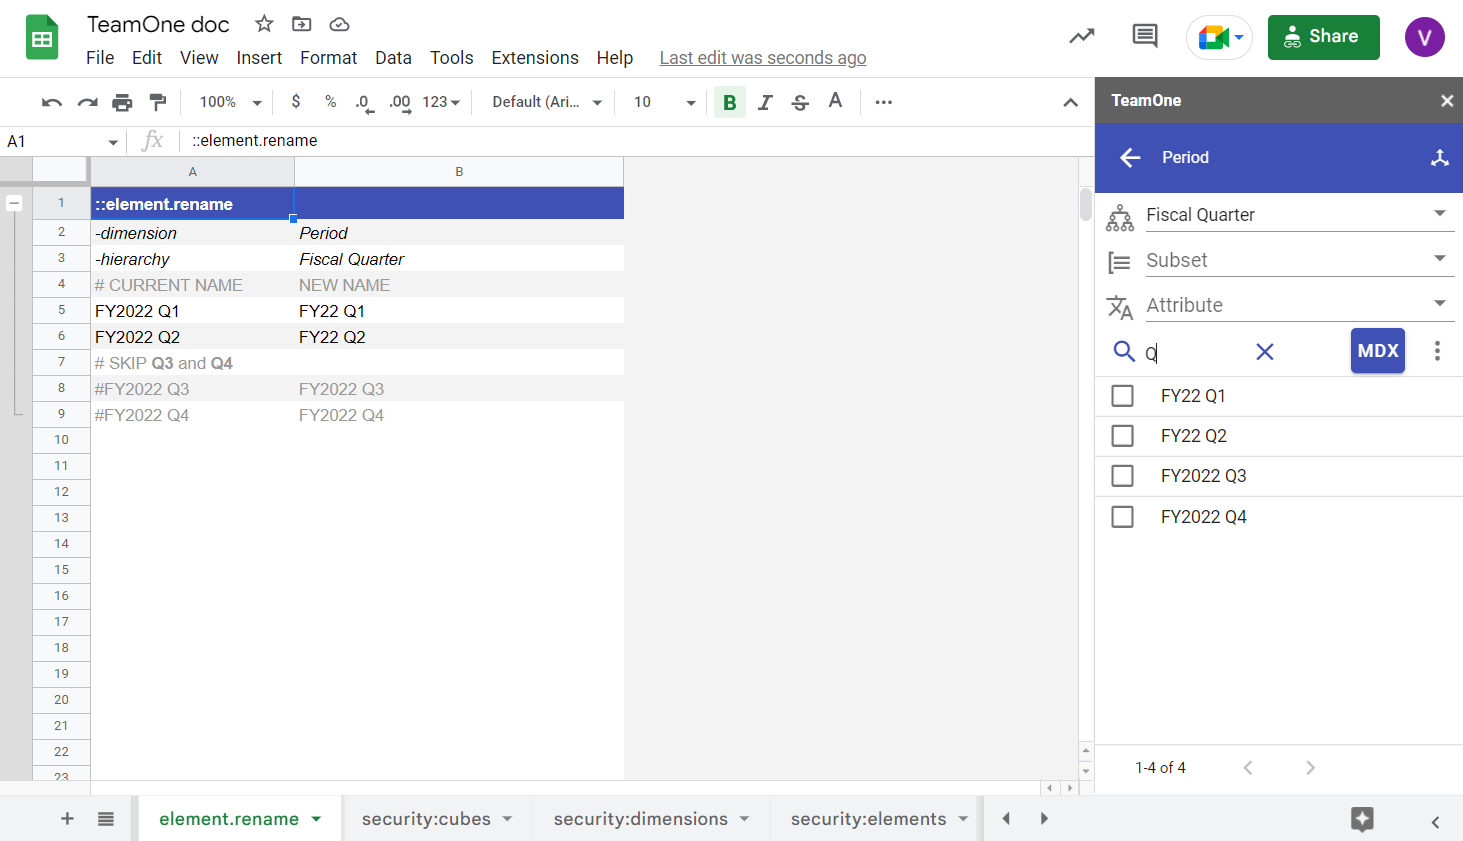 TeamOne doc
File Edit View Insert Format Data Tools Extensions Help Last edit was seconds ago
Share
V
100% $ % .0 .00 123 Default (Ari... 10 B I S A
A1 fx ::element.rename
A B
1 ::element.rename
2 -dimension Period
3 -hierarchy Fiscal Quarter
4 # CURRENT NAME NEW NAME
5 FY2022 Q1 FY22 Q1
6 FY2022 Q2 FY22 Q2
7 # SKIP Q3 and Q4
8 #FY2022 Q3 FY2022 Q3
9 #FY2022 Q4 FY2022 Q4
10
11
12
13
14
15
16
17
18
19
20
21
22
23
TeamOne
Period
Fiscal Quarter
Subset
Attribute
Q MDX
FY22 Q1
FY22 Q2
FY2022 Q3
FY2022 Q4
1-4 of 4
element.rename security:cubes security:dimensions security:elements